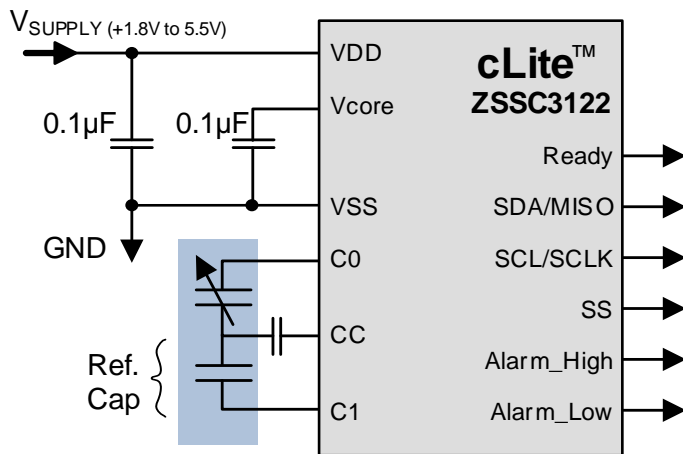 VSUPPLY (+1.8V to 5.5V)
VDD
cLite™
ZSSC3122
Vcore
0.1µF
0.1µF
Ready
VSS
SDA/MISO
GND
C0
SCL/SCLK
SS
CC
Ref.
Cap
Alarm_High
C1
Alarm_Low